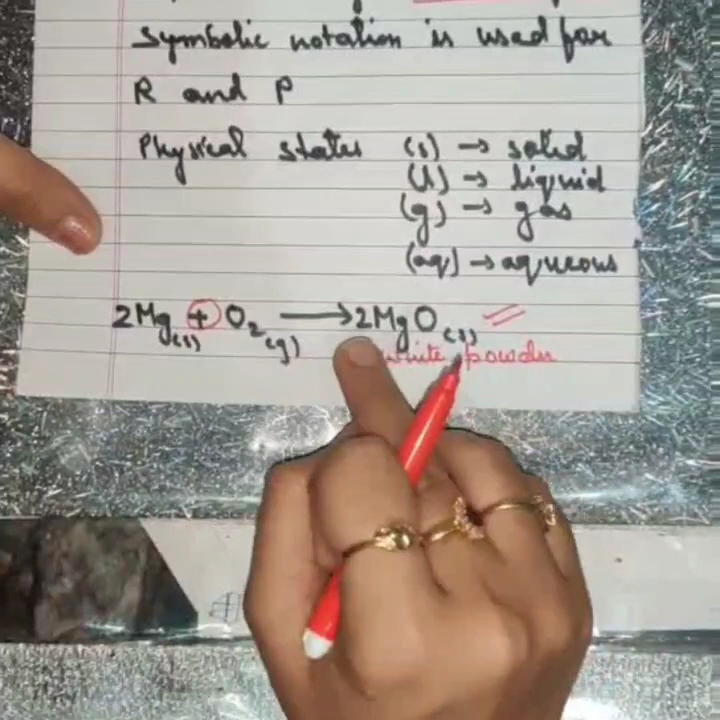 Symbolic notation is used for
R and P
Physical states (s) → solid
(l) → liquid
(g) → gas
(aq) → aqueous
2Mg(s) + O2(g) ⟶ 2MgO(s)
white powder